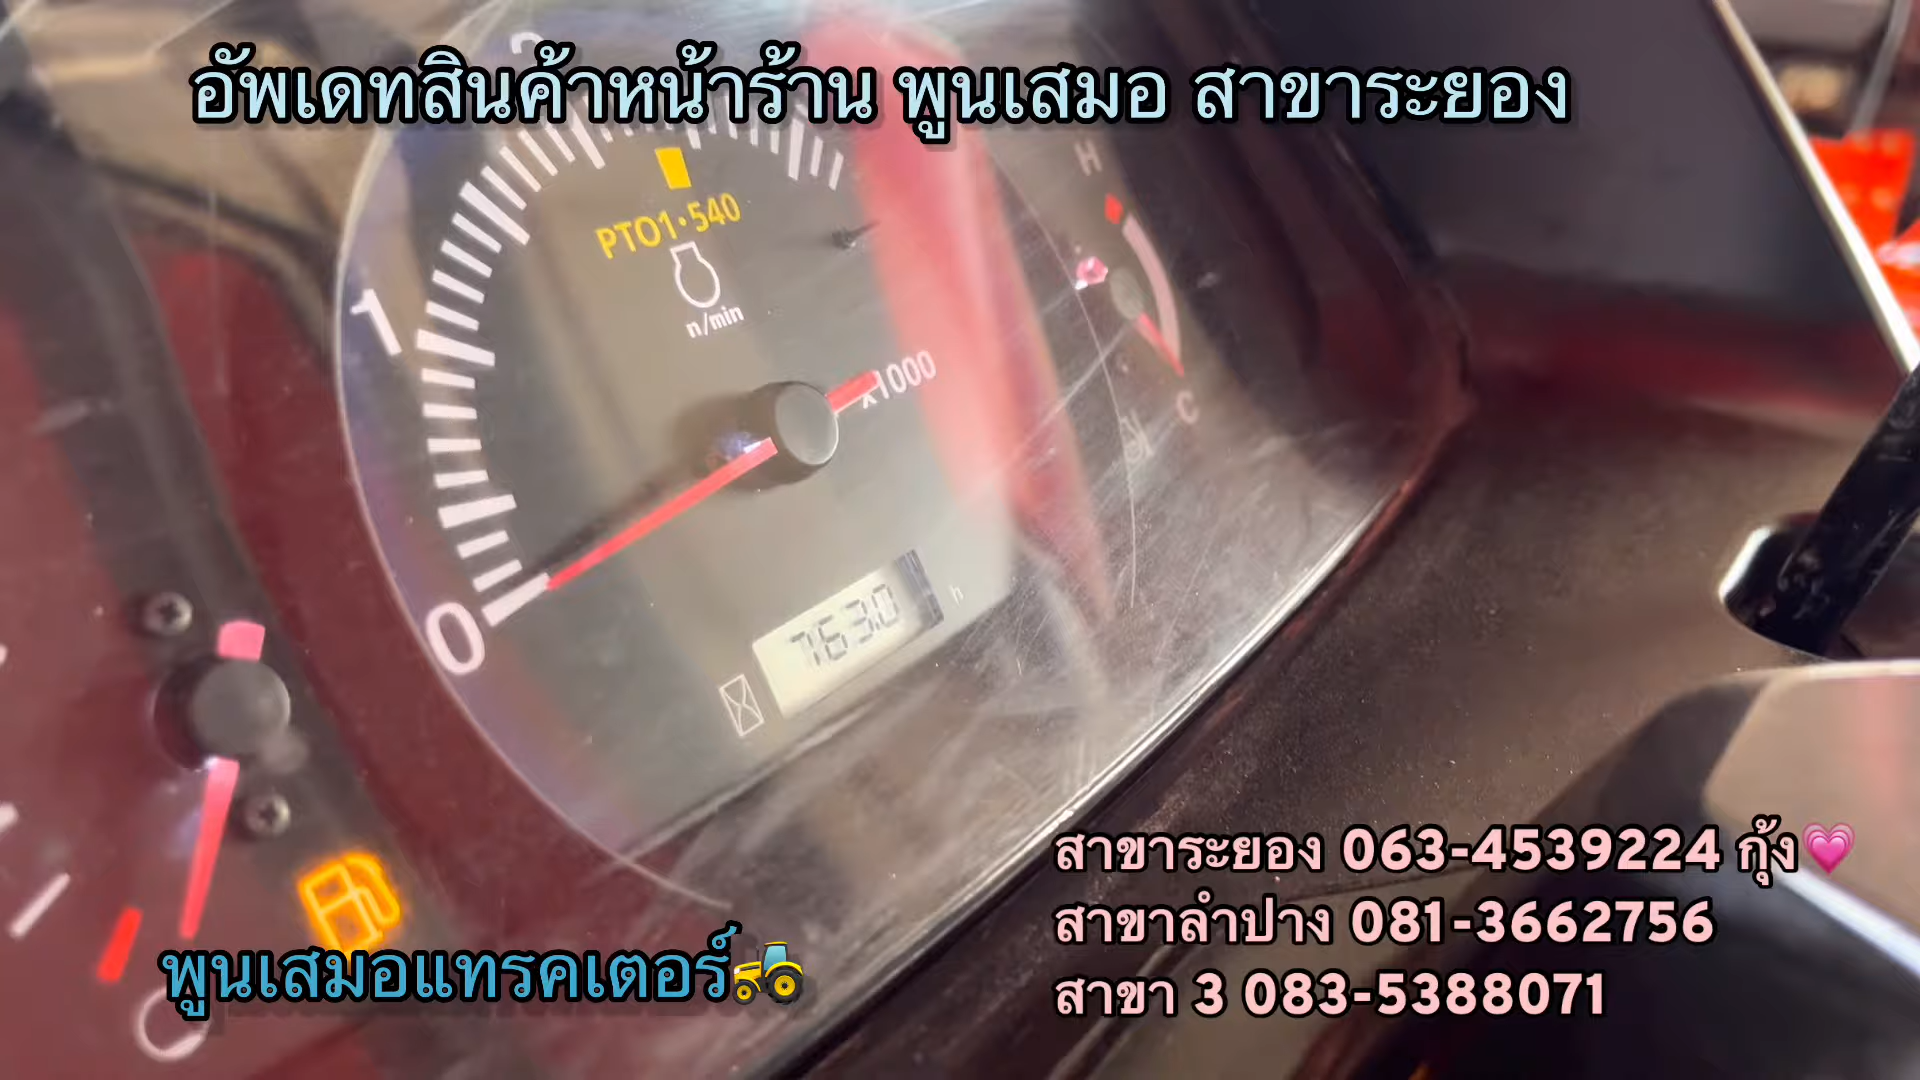 อัพเดทสินค้าหน้าร้าน พูนเสมอ สาขาระยอง
2
PTO1·540
n/min
1
x1000
H
C
0
763.0
h
สาขาระยอง 063-4539224 กุ้ง💗
สาขาลำปาง 081-3662756
สาขา 3 083-5388071
พูนเสมอแทรคเตอร์🚜